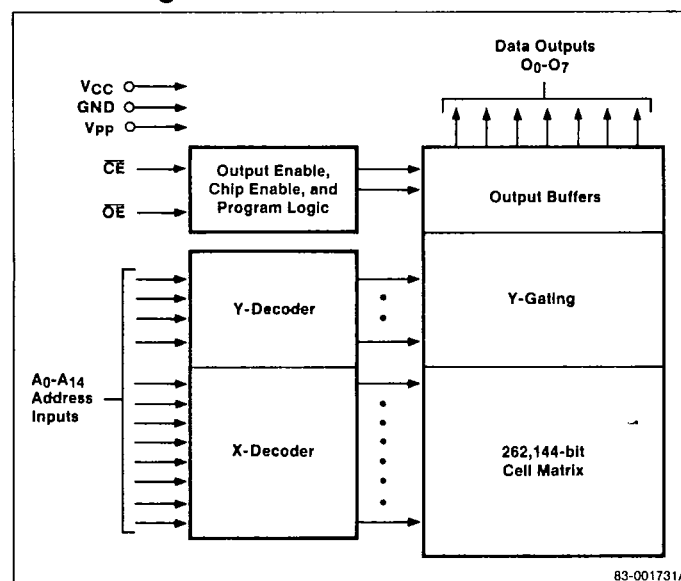 Data Outputs
O0-O7
VCC
GND
Vpp
CE
OE
Output Enable,
Chip Enable, and
Program Logic
Output Buffers
Y-Decoder
Y-Gating
A0-A14
Address
Inputs
X-Decoder
262,144-bit
Cell Matrix
83-001731A